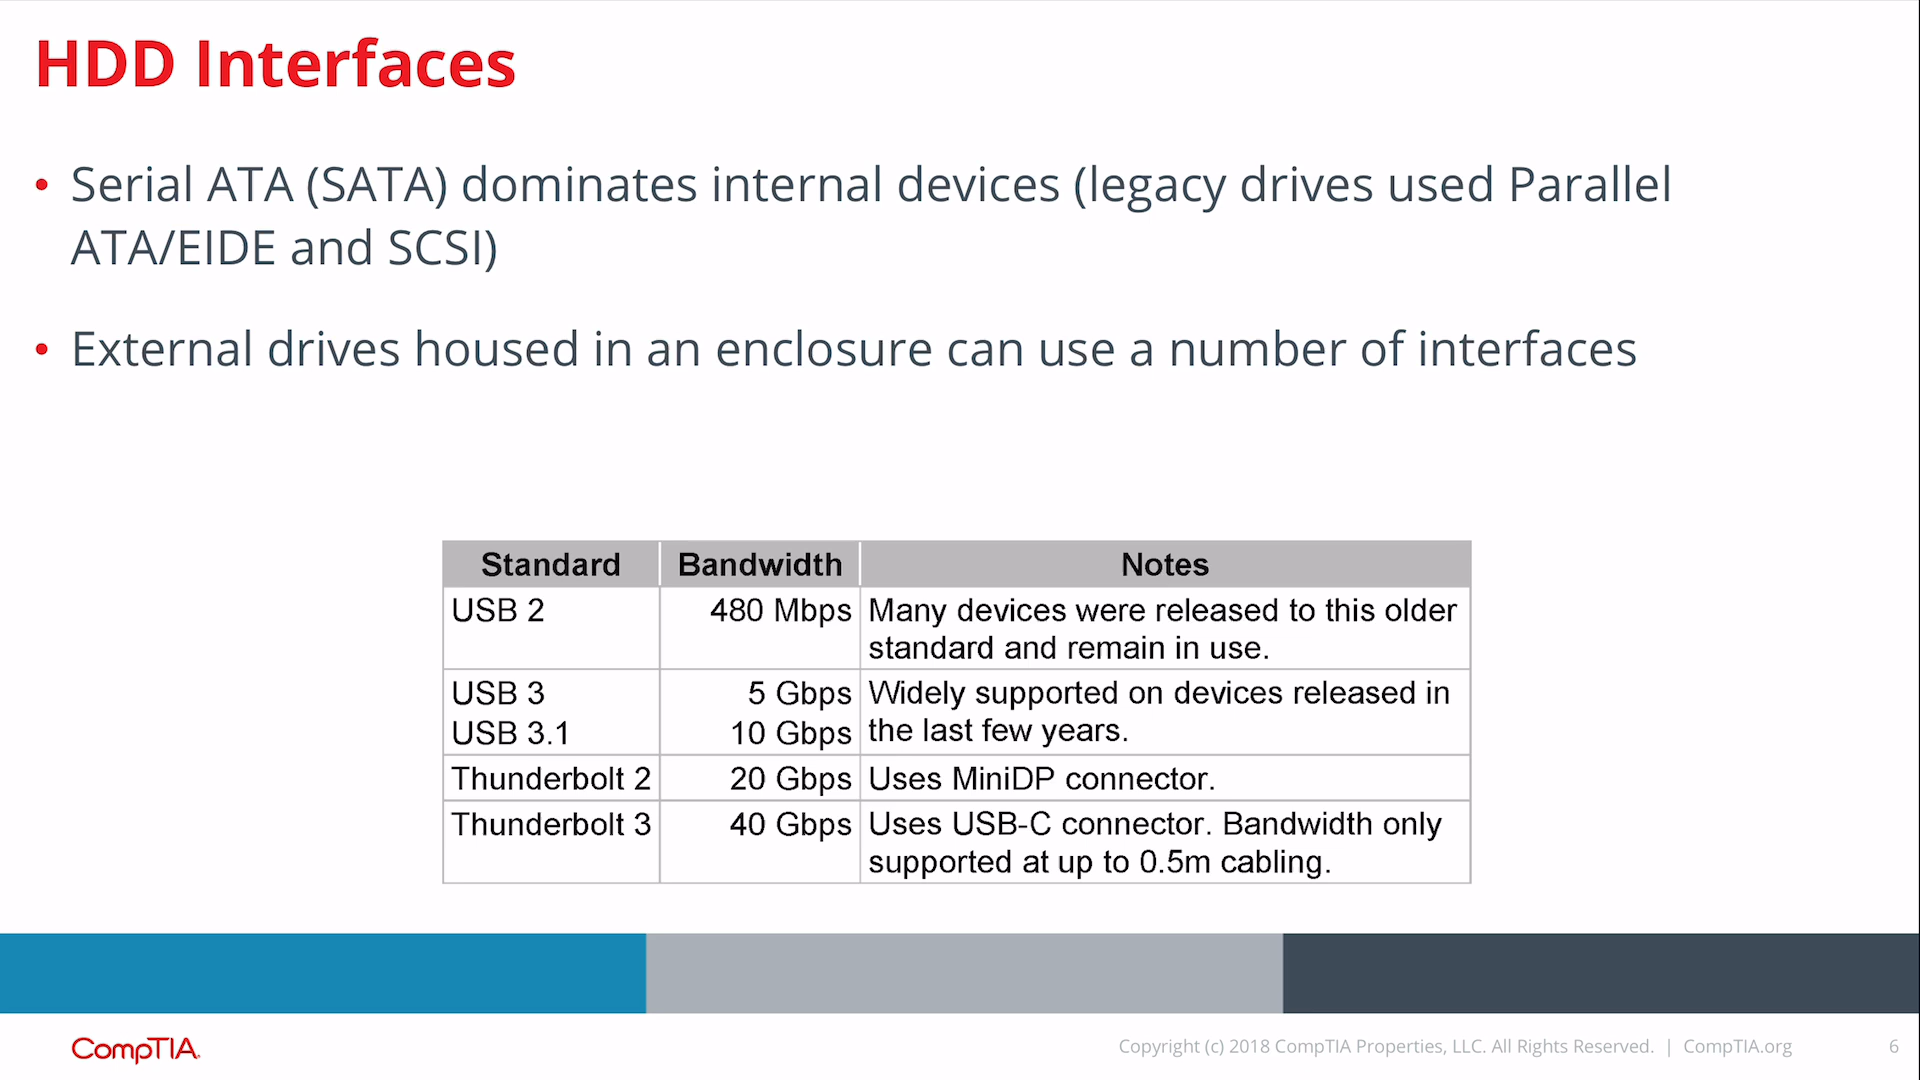 HDD Interfaces
• Serial ATA (SATA) dominates internal devices (legacy drives used Parallel
ATA/EIDE and SCSI)
• External drives housed in an enclosure can use a number of interfaces
Standard Bandwidth Notes
USB 2 480 Mbps Many devices were released to this older
standard and remain in use.
USB 3 5 Gbps Widely supported on devices released in
USB 3.1 10 Gbps the last few years.
Thunderbolt 2 20 Gbps Uses MiniDP connector.
Thunderbolt 3 40 Gbps Uses USB-C connector. Bandwidth only
supported at up to 0.5m cabling.
CompTIA. Copyright (c) 2018 CompTIA Properties, LLC. All Rights Reserved. | CompTIA.org 6